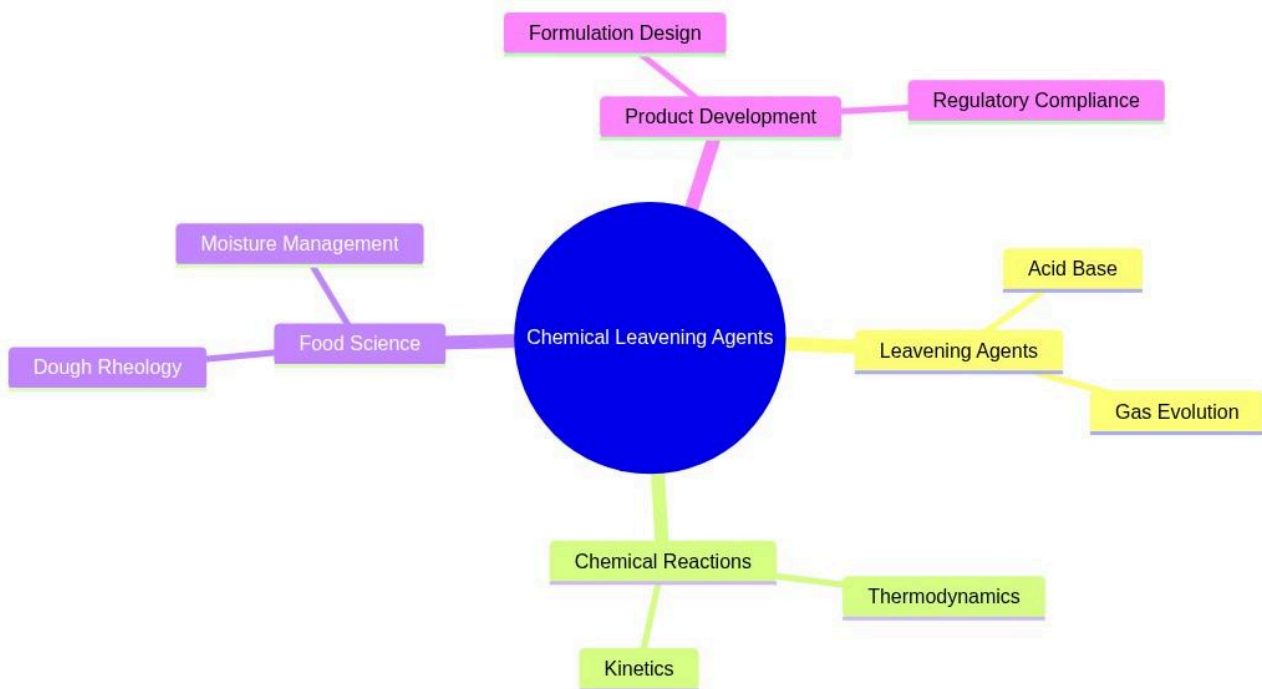 Formulation Design
Product Development
Regulatory Compliance
Moisture Management
Food Science
Dough Rheology
Chemical Leavening Agents
Acid Base
Leavening Agents
Gas Evolution
Chemical Reactions
Thermodynamics
Kinetics